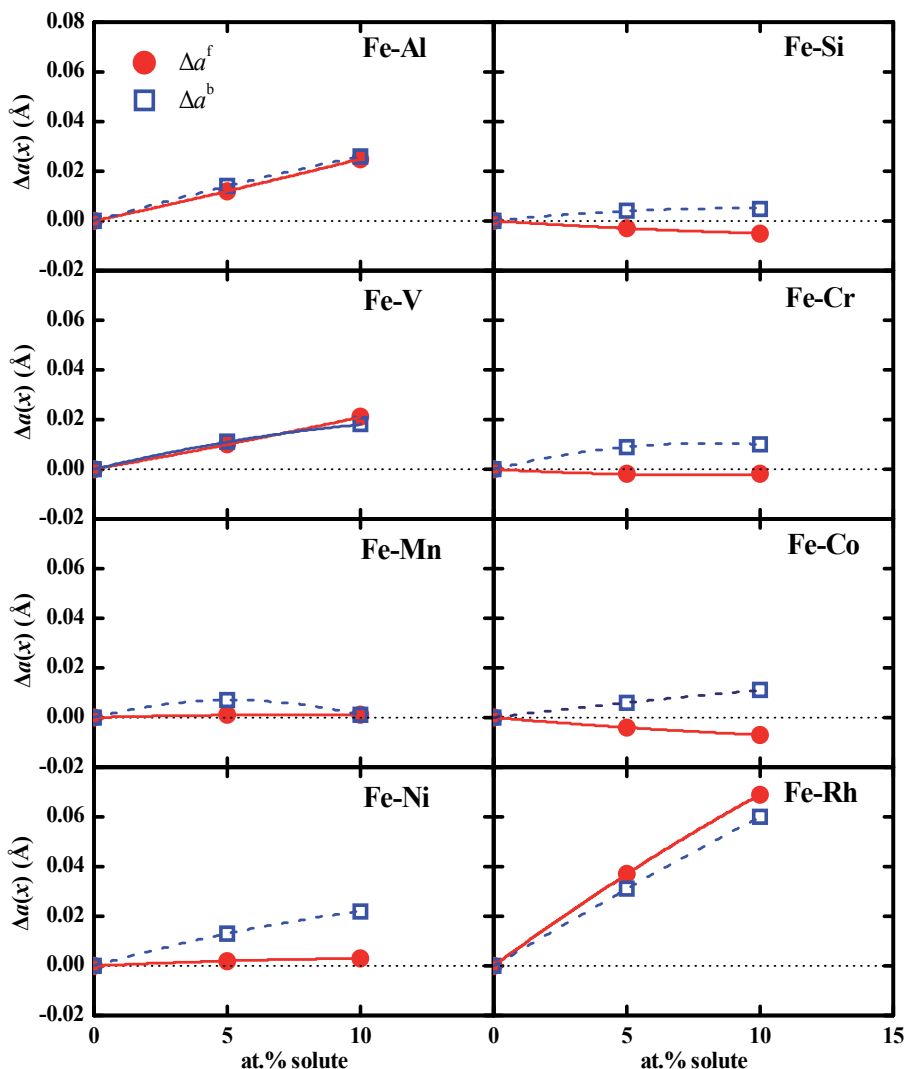 0.08
0.06
0.04
0.02
0.00
-0.02
Δa(x) (Å)
Fe-Al
Δa^f
Δa^b
Fe-Si
0.06
0.04
0.02
0.00
-0.02
Δa(x) (Å)
Fe-V
Fe-Cr
0.06
0.04
0.02
0.00
-0.02
Δa(x) (Å)
Fe-Mn
Fe-Co
0.06
0.04
0.02
0.00
-0.02
Δa(x) (Å)
Fe-Ni
Fe-Rh
0 5 10 0 5 10 15
at.% solute at.% solute